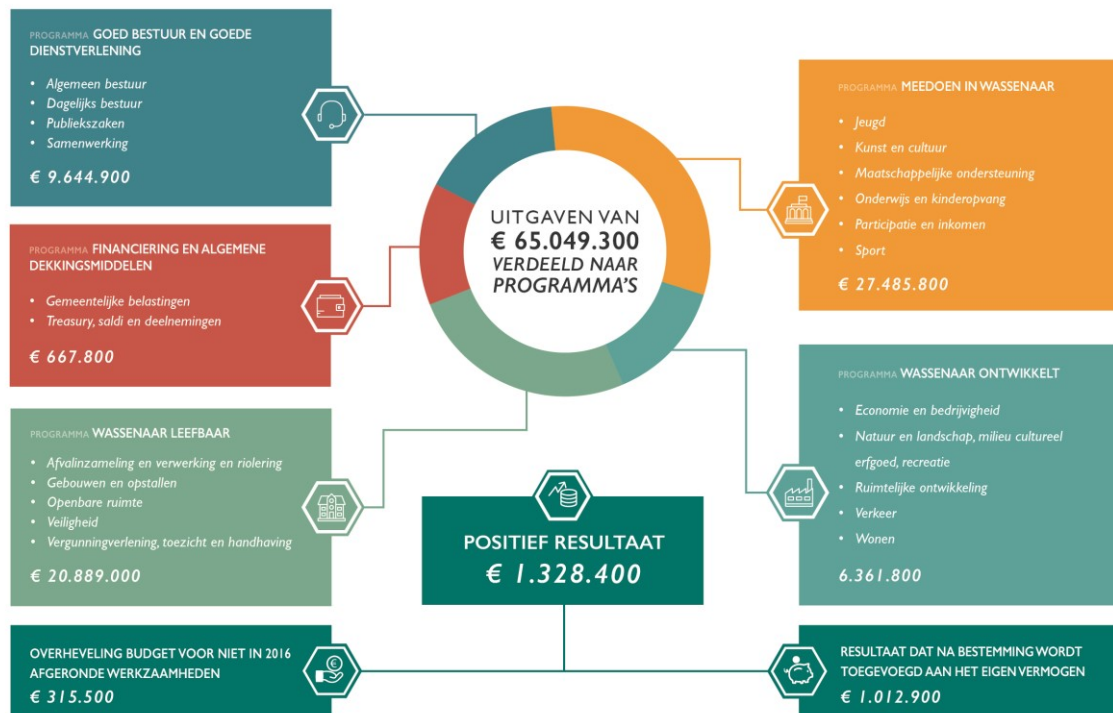 PROGRAMMA GOED BESTUUR EN GOEDE
DIENSTVERLENING
• Algemeen bestuur
• Dagelijks bestuur
• Publiekszaken
• Samenwerking
€ 9.644.900
PROGRAMMA FINANCIERING EN ALGEMENE
DEKKINGSMIDDELEN
• Gemeentelijke belastingen
• Treasury, saldi en deelnemingen
€ 667.800
PROGRAMMA WASSENAAR LEEFBAAR
• Afvalinzameling en verwerking en riolering
• Gebouwen en opstallen
• Openbare ruimte
• Veiligheid
• Vergunningverlening, toezicht en handhaving
€ 20.889.000
UITGAVEN VAN
€ 65.049.300
VERDEELD NAAR
PROGRAMMA'S
PROGRAMMA MEEDOEN IN WASSENAAR
• Jeugd
• Kunst en cultuur
• Maatschappelijke ondersteuning
• Onderwijs en kinderopvang
• Participatie en inkomen
• Sport
€ 27.485.800
PROGRAMMA WASSENAAR ONTWIKKELT
• Economie en bedrijvigheid
• Natuur en landschap, milieu cultureel
erfgoed, recreatie
• Ruimtelijke ontwikkeling
• Verkeer
• Wonen
6.361.800
POSITIEF RESULTAAT
€ 1.328.400
OVERHEVELING BUDGET VOOR NIET IN 2016
AFGERONDE WERKZAAMHEDEN
€ 315.500
RESULTAAT DAT NA BESTEMMING WORDT
TOEGEVOEGD AAN HET EIGEN VERMOGEN
€ 1.012.900